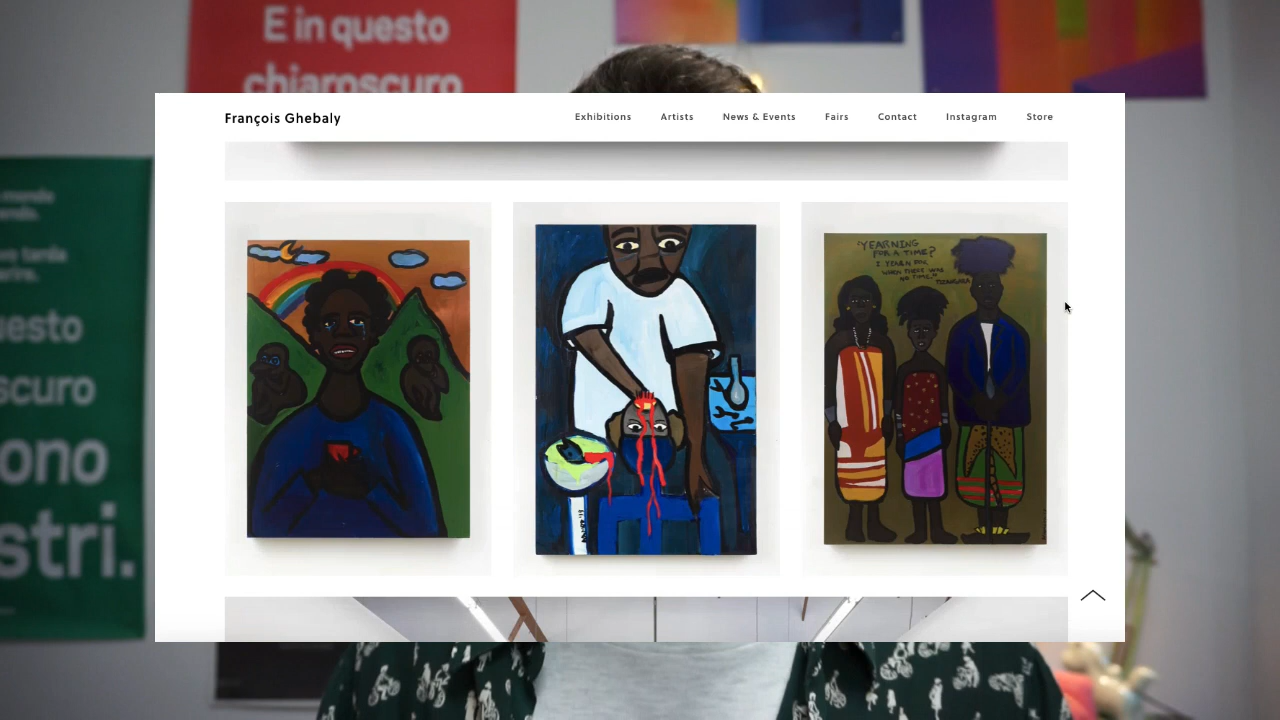 E in questo
chiaroscuro
François Ghebaly
Exhibitions Artists News & Events Fairs Contact Instagram Store
"YEARNING
FOR A TIME?
I YEARN FOR
WHEN THERE WAS
NO TIME."
uesto
scuro
ono
stri.